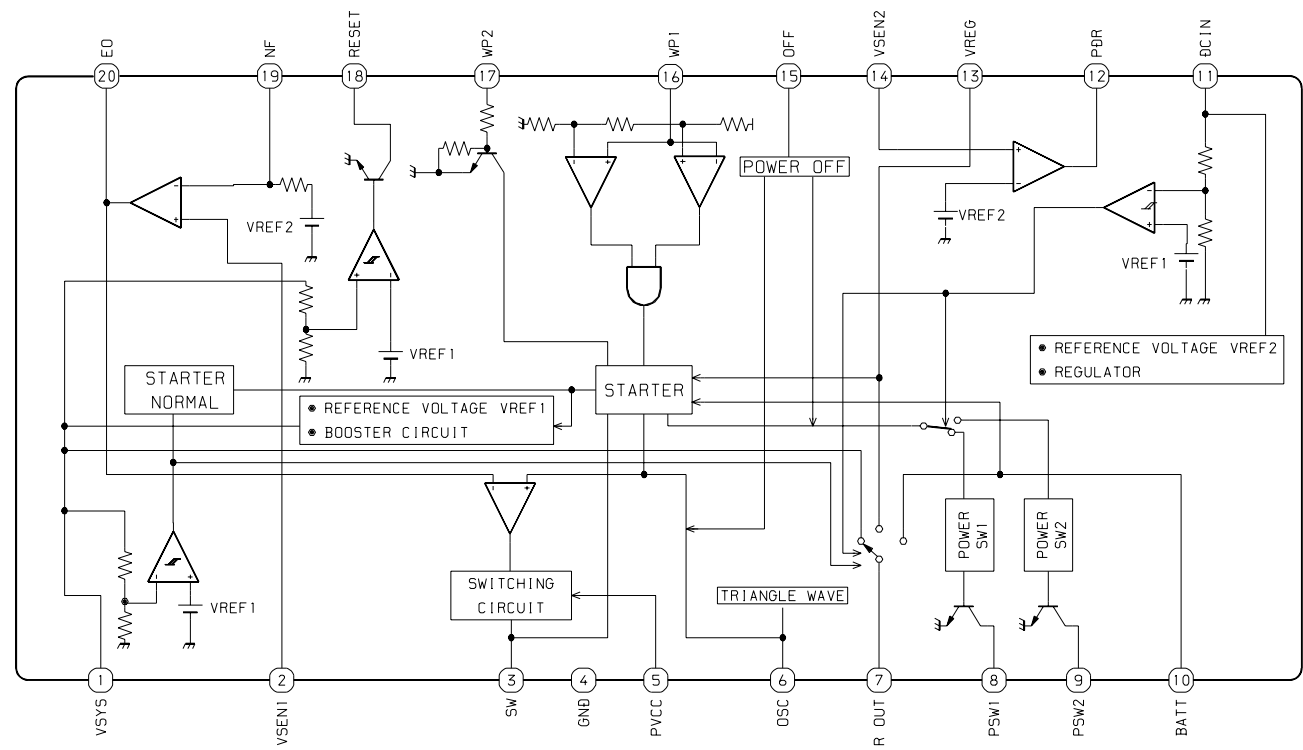 EO
NF
RESET
WP2
WP1
OFF
VSEN2
VREG
PDR
DCIN
20
19
18
17
16
15
14
13
12
11
POWER OFF
VREF2
VREF2
VREF1
VREF1
REFERENCE VOLTAGE VREF2
REGULATOR
STARTER
NORMAL
STARTER
REFERENCE VOLTAGE VREF1
BOOSTER CIRCUIT
POWER
SW1
POWER
SW2
SWITCHING
CIRCUIT
TRIANGLE WAVE
VREF1
1
2
3
4
5
6
7
8
9
10
VSYS
VSEN1
SW
GND
PVCC
OSC
R OUT
PSW1
PSW2
BATT